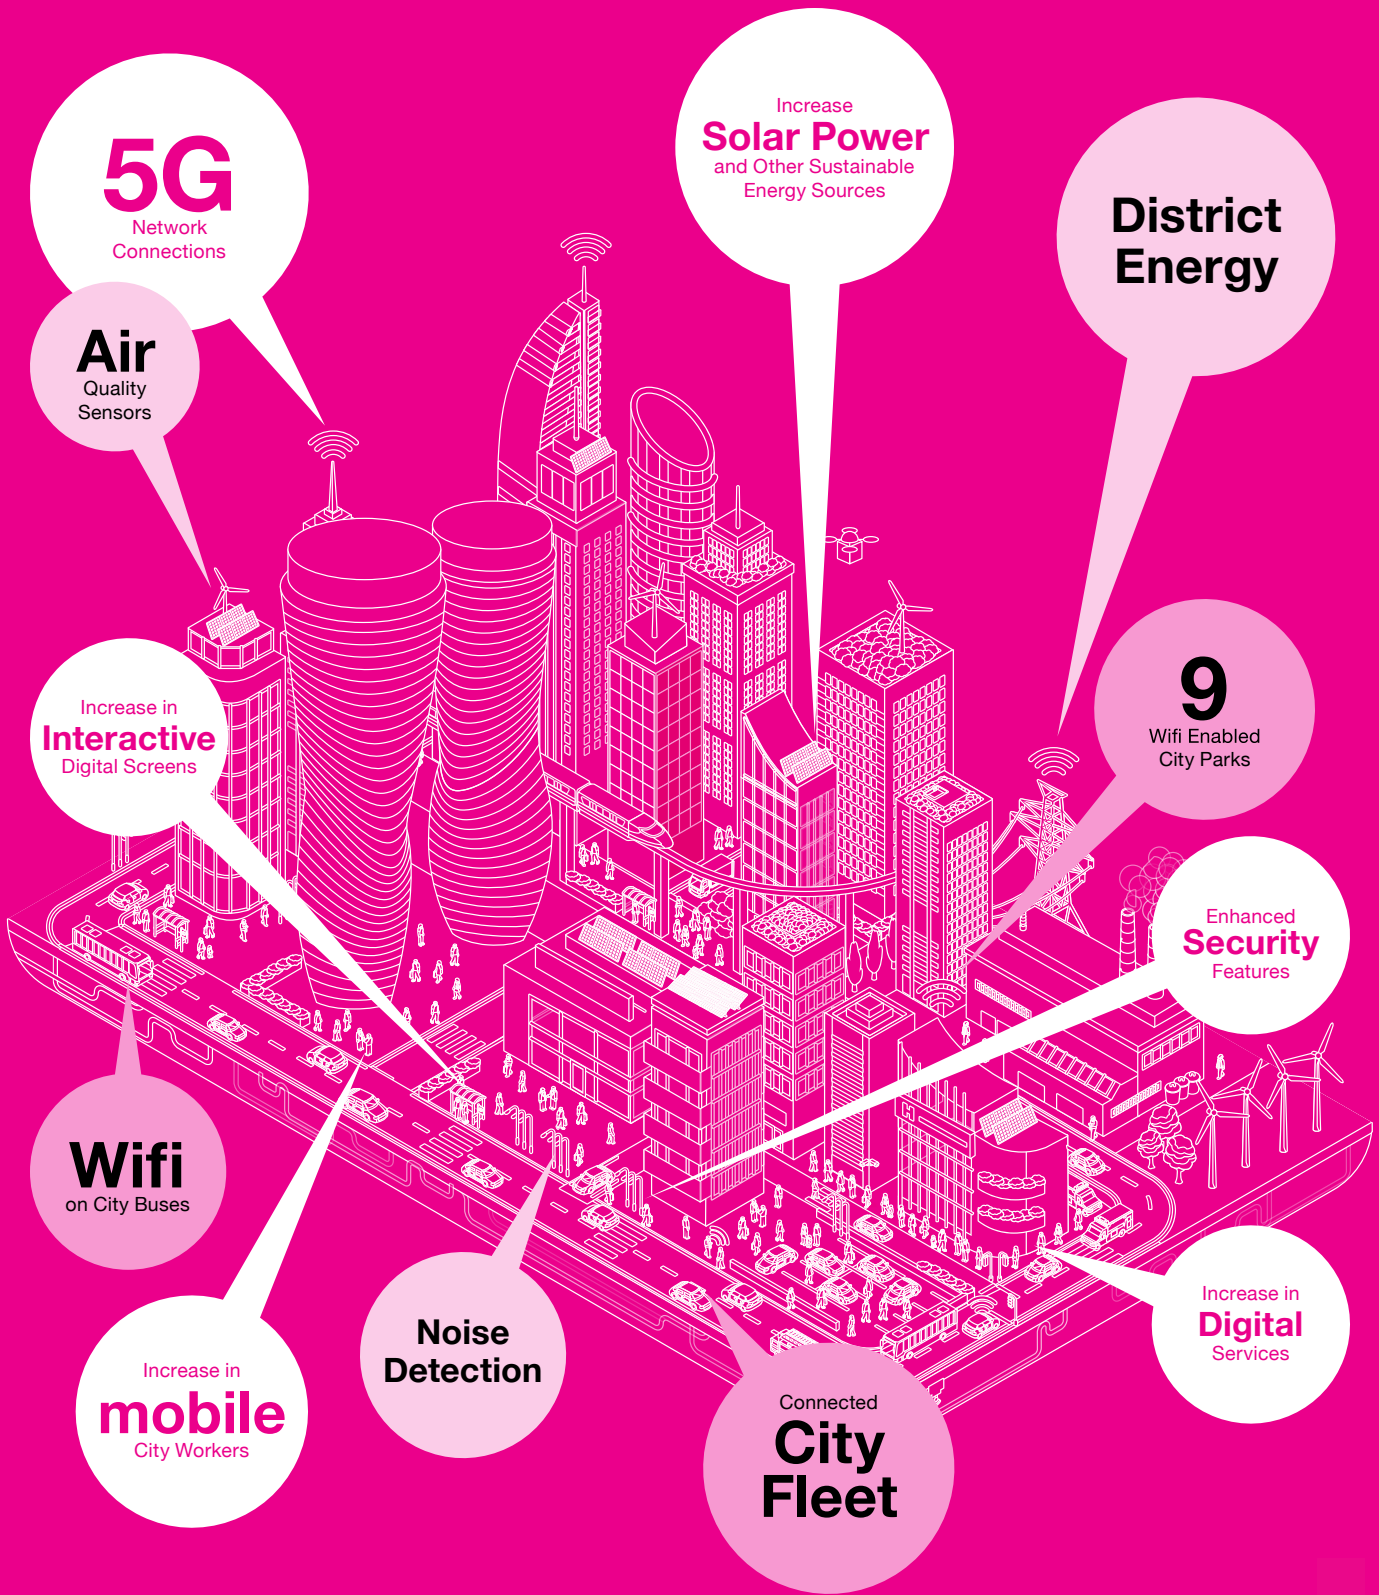 5G
Network
Connections
Increase
Solar Power
and Other Sustainable
Energy Sources
District
Energy
Air
Quality
Sensors
Increase in
Interactive
Digital Screens
9
Wifi Enabled
City Parks
Enhanced
Security
Features
Wifi
on City Buses
Increase in
mobile
City Workers
Noise
Detection
Connected
City
Fleet
Increase in
Digital
Services